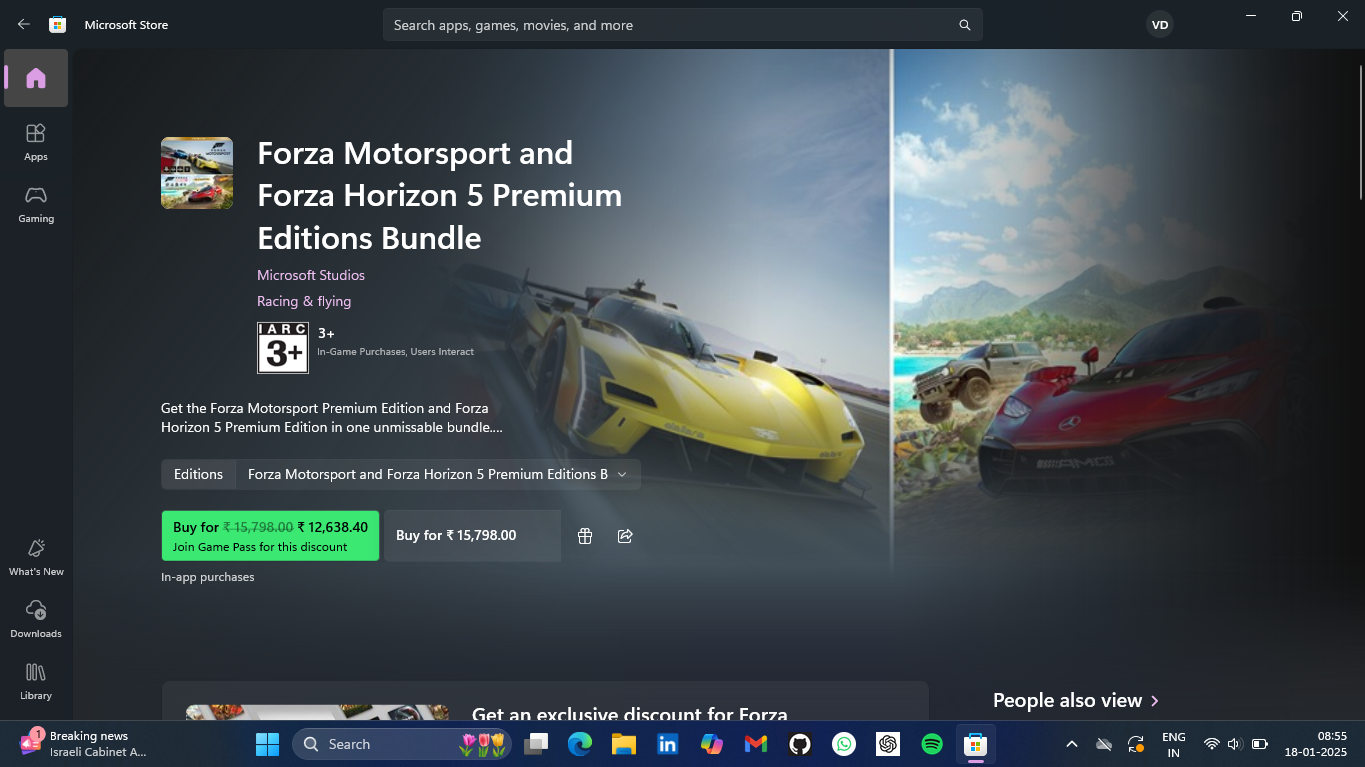 Microsoft Store
Search apps, games, movies, and more
VD
Apps
Gaming
Forza Motorsport and
Forza Horizon 5 Premium
Editions Bundle
Microsoft Studios
Racing & flying
IARC
3+
3+
In-Game Purchases, Users Interact
Get the Forza Motorsport Premium Edition and Forza
Horizon 5 Premium Edition in one unmissable bundle....
Editions
Forza Motorsport and Forza Horizon 5 Premium Editions B
Buy for ₹ 15,798.00 ₹ 12,638.40
Join Game Pass for this discount
Buy for ₹ 15,798.00
In-app purchases
What's New
Downloads
Library
Get an exclusive discount for Forza
People also view
1
Breaking news
Israeli Cabinet A...
Search
ENG
IN
08:55
18-01-2025